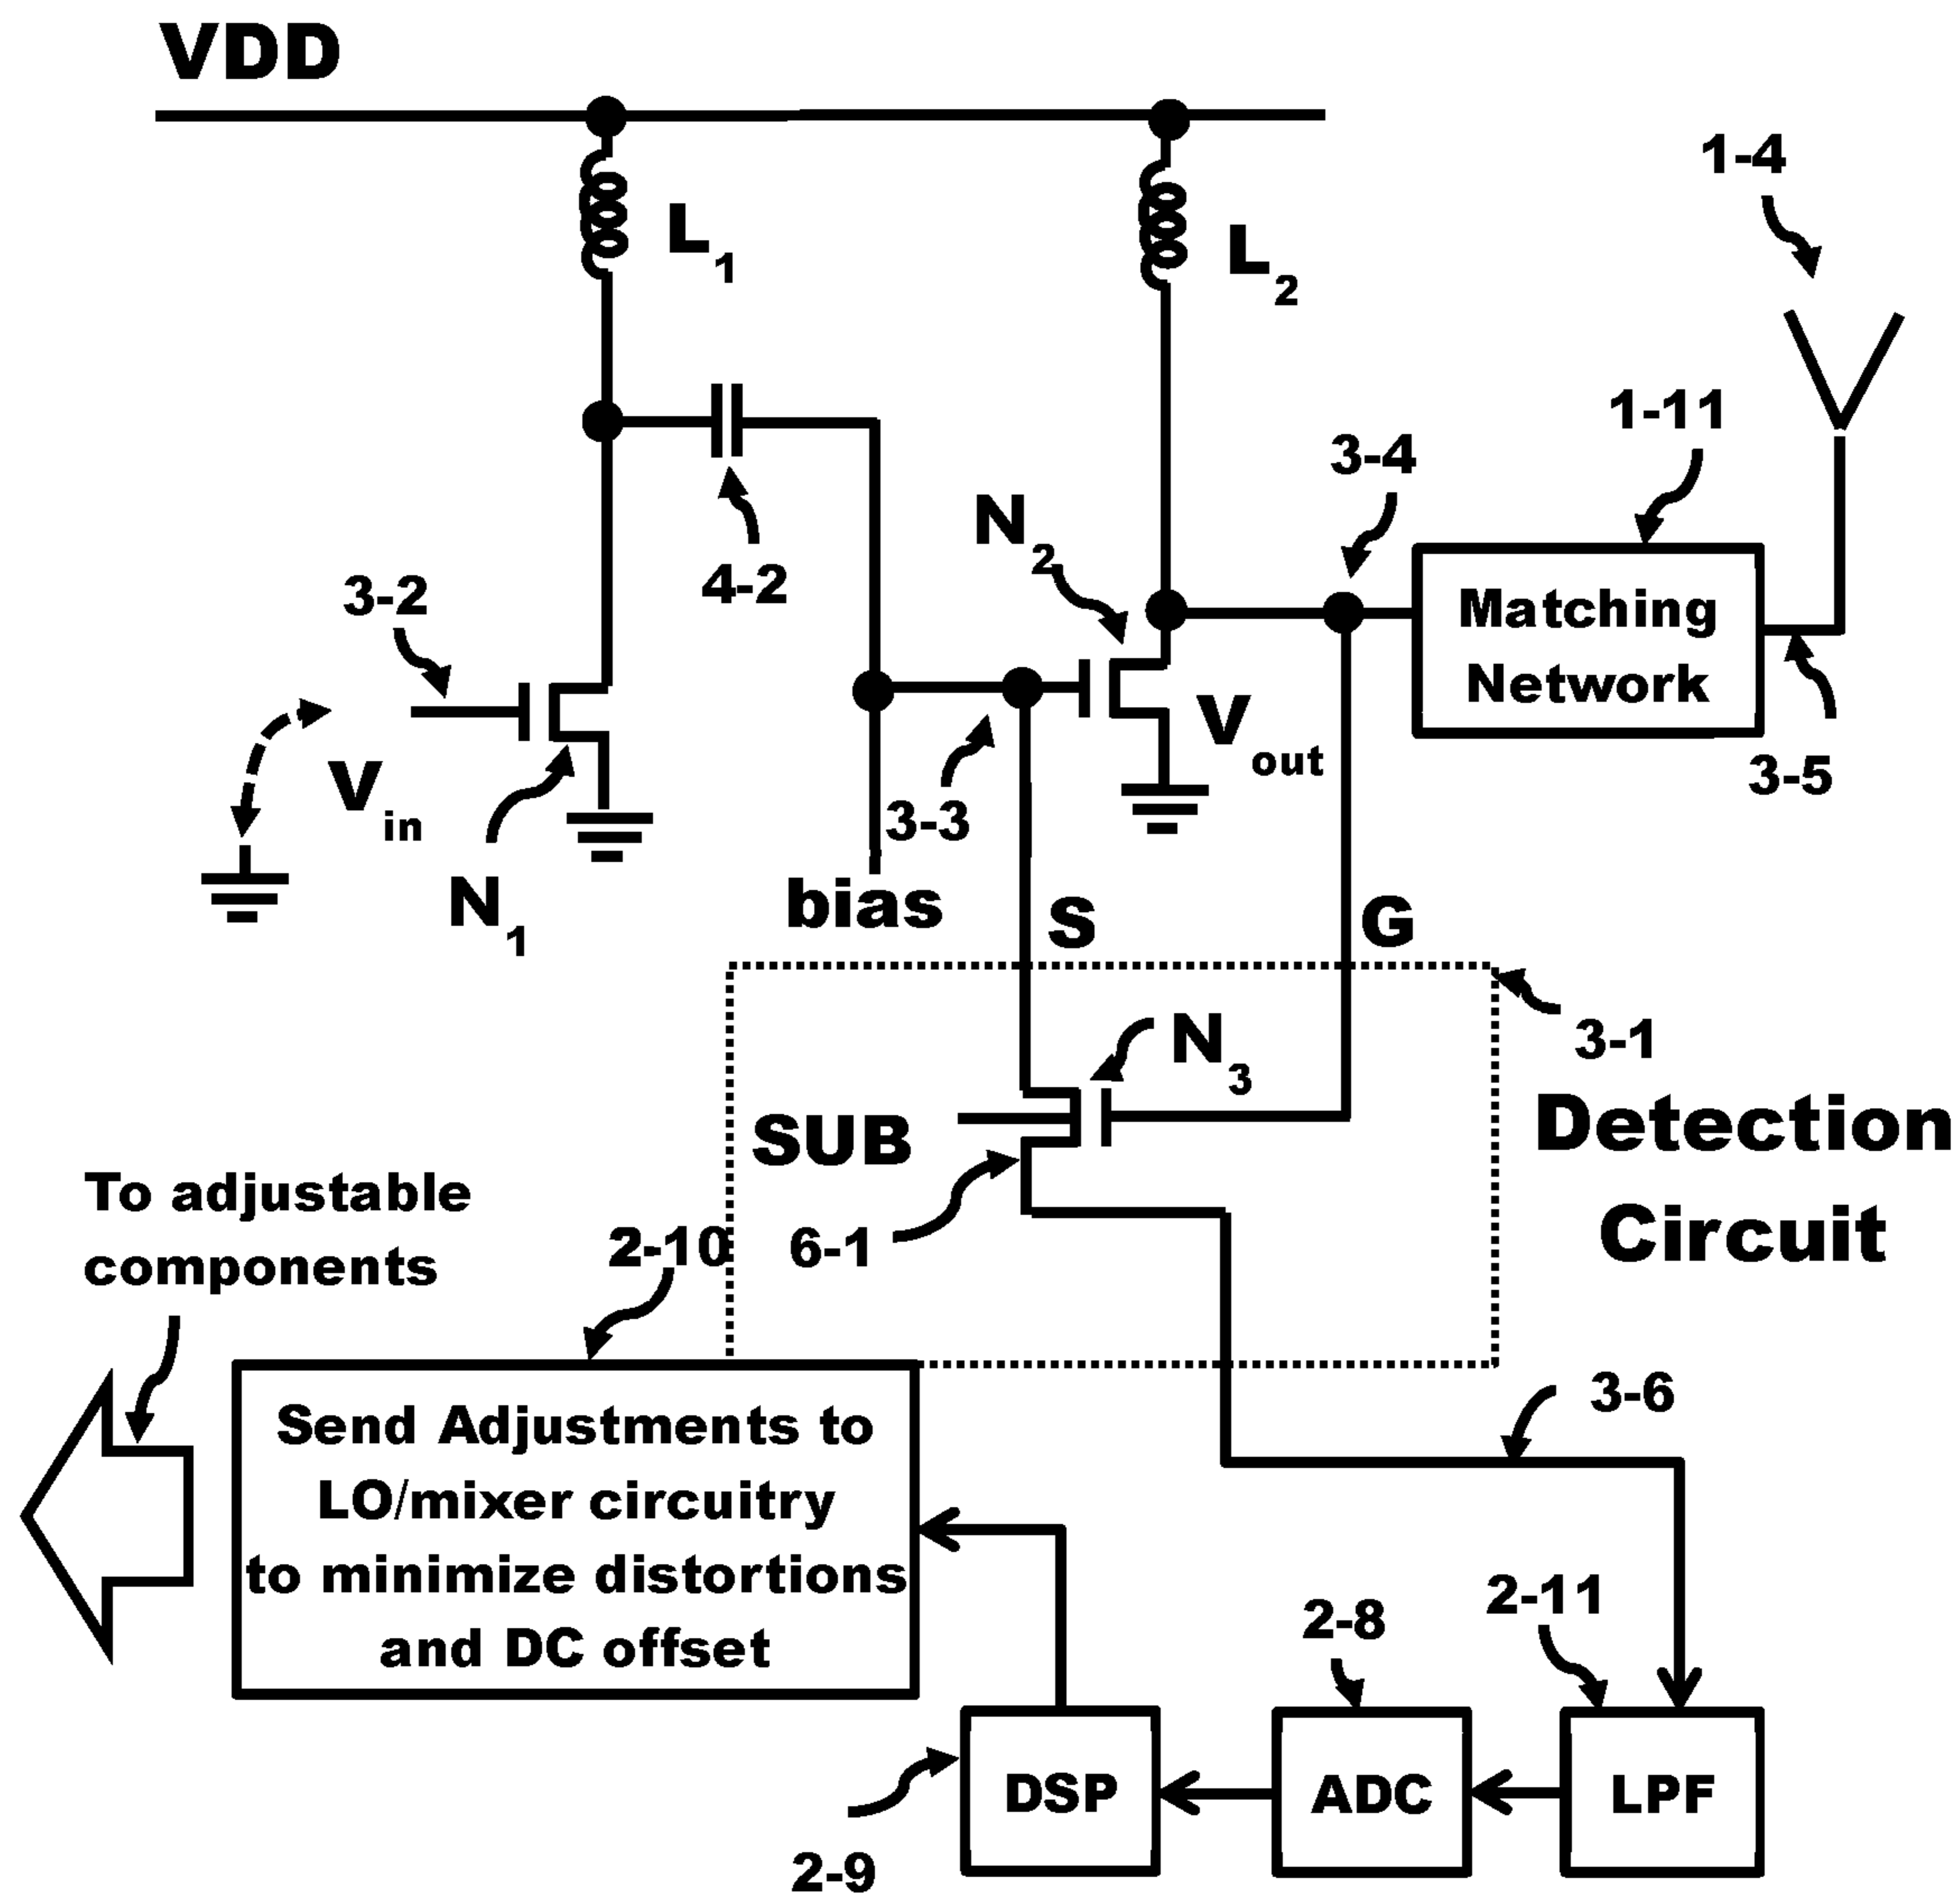 VDD
1-4
L1
L2
1-11
3-4
N2
4-2
3-2
Matching
Network
Vin
Vout
3-5
3-3
N1
bias
S
G
N3
3-1
SUB
Detection
Circuit
To adjustable
components
2-10
6-1
3-6
Send Adjustments to
LO/mixer circuitry
to minimize distortions
and DC offset
2-11
2-8
DSP
ADC
LPF
2-9